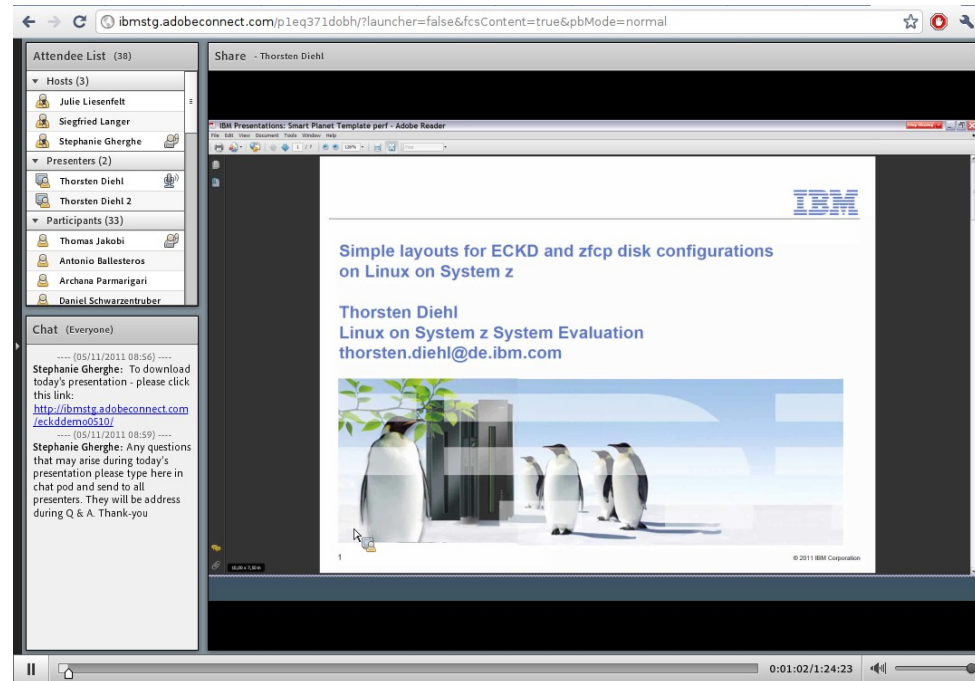 ibmstg.adobeconnect.com/p1eq371dobh/?launcher=false&fcsContent=true&pbMode=normal
Attendee List (38)
Hosts (3)
Julie Liesenfelt
Siegfried Langer
Stephanie Gherghe
Presenters (2)
Thorsten Diehl
Thorsten Diehl 2
Participants (33)
Thomas Jakobi
Antonio Ballesteros
Archana Parmarigari
Daniel Schwarzentruber
Chat (Everyone)
---- (05/11/2011 08:56) ----
Stephanie Gherghe: To download
today's presentation - please click
this link:
http://ibmstg.adobeconnect.com
/eckddemo0510/
---- (05/11/2011 08:59) ----
Stephanie Gherghe: Any questions
that may arise during today's
presentation please type here in
chat pod and send to all
presenters. They will be address
during Q & A. Thank-you
Share - Thorsten Diehl
IBM Presentations: Smart Planet Template perf - Adobe Reader
File Edit View Document Tools Window Help
IBM
Simple layouts for ECKD and zfcp disk configurations
on Linux on System z
Thorsten Diehl
Linux on System z System Evaluation
thorsten.diehl@de.ibm.com
1
© 2011 IBM Corporation
0:01:02/1:24:23